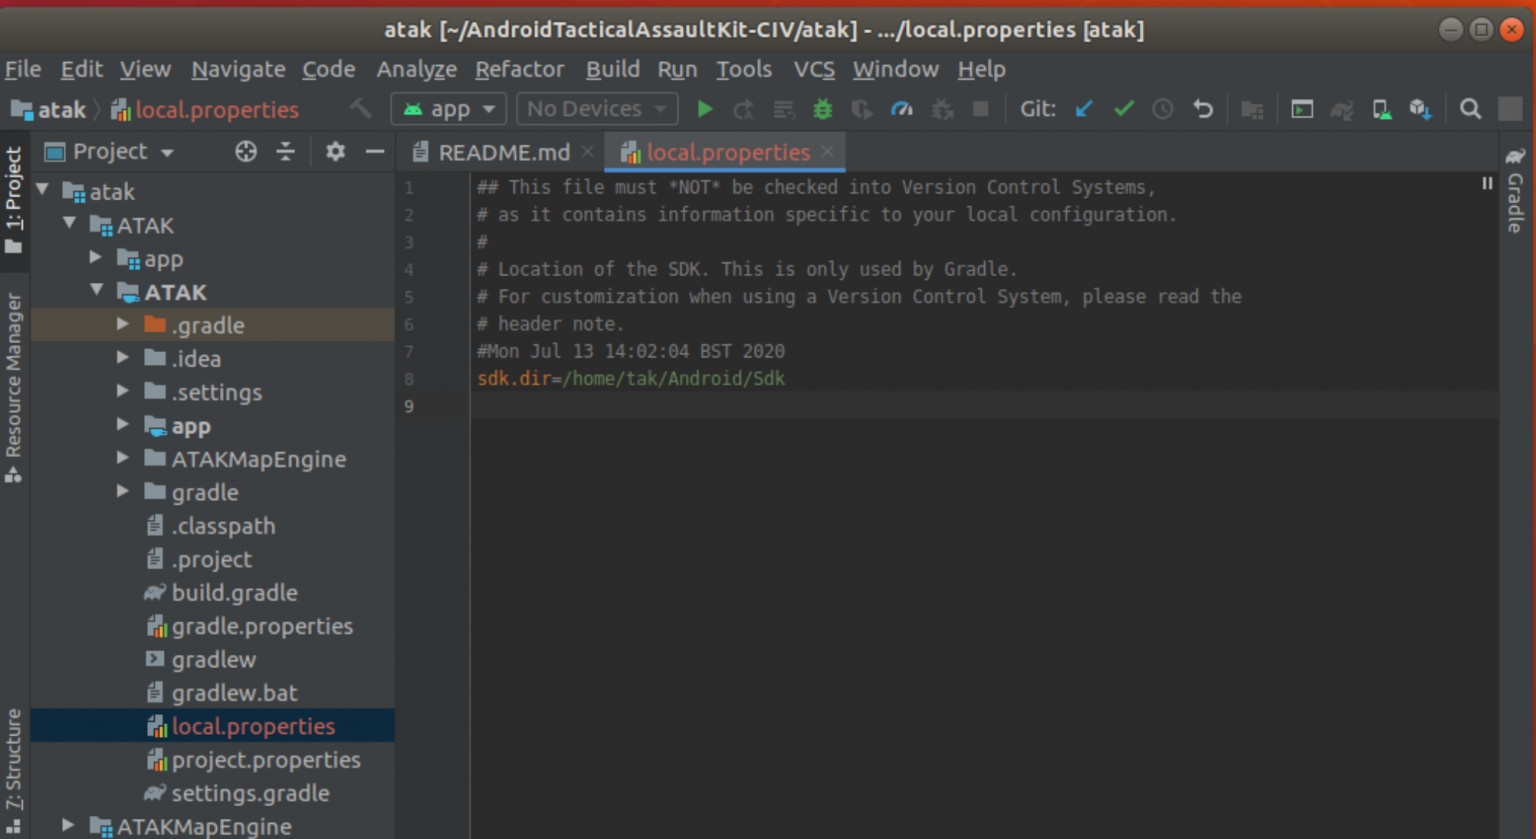 atak [~/AndroidTacticalAssaultKit-CIV/atak] - .../local.properties [atak]
File Edit View Navigate Code Analyze Refactor Build Run Tools VCS Window Help
atak local.properties app No Devices Git:
Project
README.md local.properties
1: Project
Resource Manager
7: Structure
Gradle
atak
ATAK
app
ATAK
.gradle
.idea
.settings
app
ATAKMapEngine
gradle
.classpath
.project
build.gradle
gradle.properties
gradlew
gradlew.bat
local.properties
project.properties
settings.gradle
ATAKMapEngine
1 ## This file must *NOT* be checked into Version Control Systems,
2 # as it contains information specific to your local configuration.
3 #
4 # Location of the SDK. This is only used by Gradle.
5 # For customization when using a Version Control System, please read the
6 # header note.
7 #Mon Jul 13 14:02:04 BST 2020
8 sdk.dir=/home/tak/Android/Sdk
9